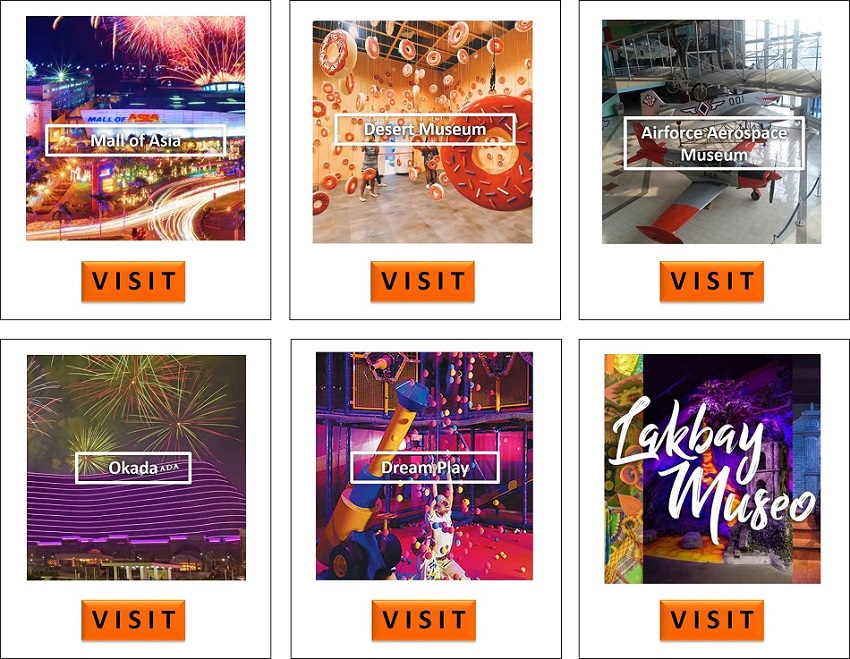 MALL OF ASIA
Mall of Asia
VISIT
Desert Museum
VISIT
001
Airforce Aerospace
Museum
VISIT
Okada
ADA
VISIT
Dream Play
VISIT
Lakbay
Museo
VISIT